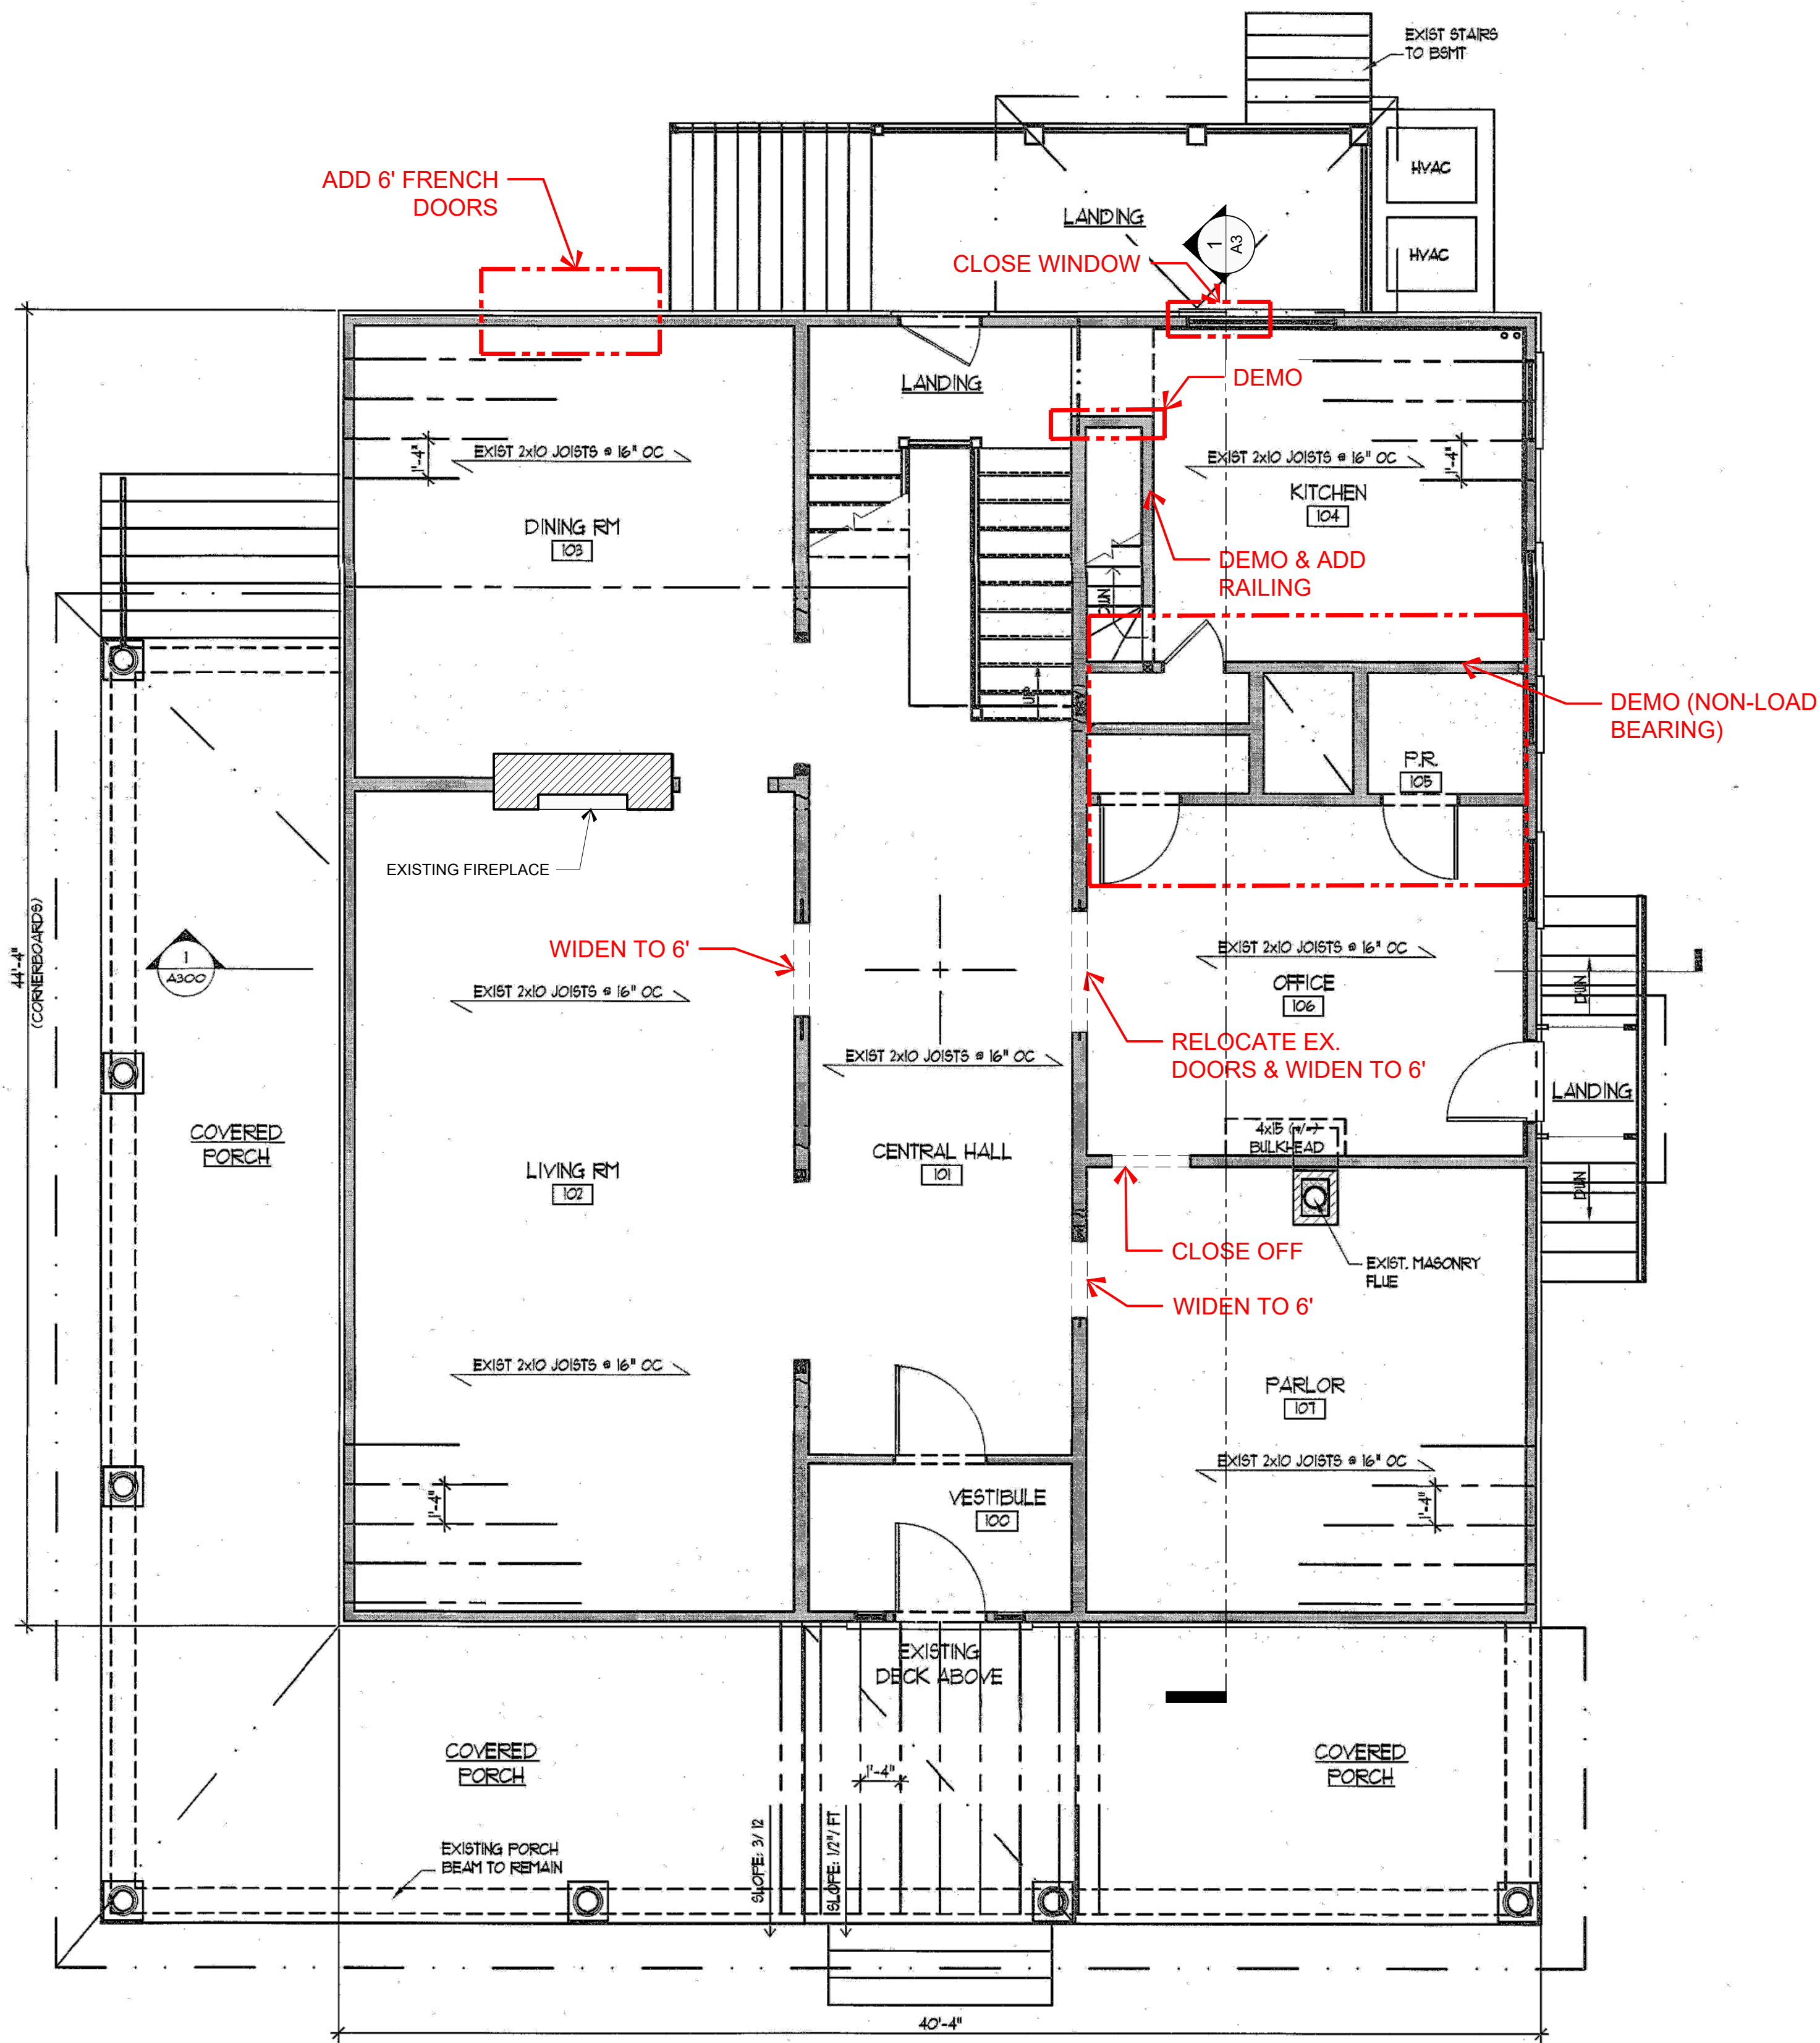 EXIST STAIRS
TO BSMT
HVAC
HVAC
ADD 6' FRENCH
DOORS
LANDING
1
A3
CLOSE WINDOW
DEMO
LANDING
EXIST 2x10 JOISTS @ 16" OC
1'-4"
EXIST 2x10 JOISTS @ 16" OC
1'-4"
KITCHEN
104
DINING RM
103
DEMO & ADD
RAILING
DN
UP
DEMO (NON-LOAD
BEARING)
P.R.
105
EXISTING FIREPLACE
44'-4"
(CORNERBOARDS)
1
A300
WIDEN TO 6'
EXIST 2x10 JOISTS @ 16" OC
EXIST 2x10 JOISTS @ 16" OC
OFFICE
106
RELOCATE EX.
DOORS & WIDEN TO 6'
EXIST 2x10 JOISTS @ 16" OC
DN
LANDING
DN
COVERED
PORCH
LIVING RM
102
CENTRAL HALL
101
4x15 (+/-)
BULKHEAD
CLOSE OFF
EXIST. MASONRY
FLUE
WIDEN TO 6'
EXIST 2x10 JOISTS @ 16" OC
PARLOR
107
EXIST 2x10 JOISTS @ 16" OC
1'-4"
1'-4"
VESTIBULE
100
EXISTING
DECK ABOVE
COVERED
PORCH
1'-4"
COVERED
PORCH
SLOPE: 3/12
SLOPE: 1/2"/ FT
EXISTING PORCH
BEAM TO REMAIN
40'-4"